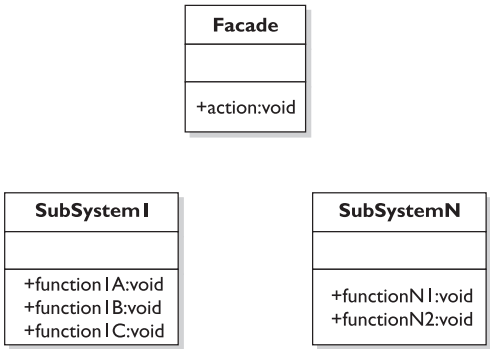 Facade
+action:void
SubSystem1
SubSystemN
+function1A:void
+function1B:void
+function1C:void
+functionN1:void
+functionN2:void